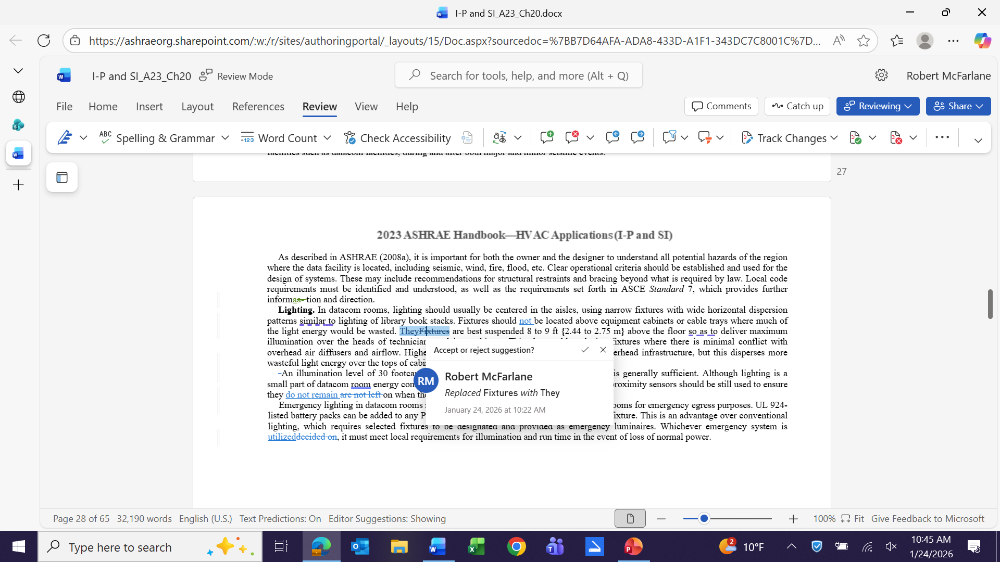 I-P and SI_A23_Ch20.docx
https://ashraeorg.sharepoint.com/:w:/r/sites/authoringportal/_layouts/15/Doc.aspx?sourcedoc=%7BB7D64AFA-ADA8-433D-A1F1-343DC7C8001C%7D...
I-P and SI_A23_Ch20 Review Mode
Search for tools, help, and more (Alt + Q)
Robert McFarlane
File Home Insert Layout References Review View Help
Comments Catch up Reviewing Share
Spelling & Grammar Word Count Check Accessibility Track Changes
facilities such as datacom facilities, during and after both major and minor seismic events.
27
2023 ASHRAE Handbook—HVAC Applications (I-P and SI)
As described in ASHRAE (2008a), it is important for both the owner and the designer to understand all potential hazards of the region
where the data facility is located, including seismic, wind, fire, flood, etc. Clear operational criteria should be established and used for the
design of systems. These may include recommendations for structural restraints and bracing beyond what is required by law. Local code
requirements must be identified and understood, as well as the requirements set forth in ASCE Standard 7, which provides further
informaa- tion and direction.
Lighting. In datacom rooms, lighting should usually be centered in the aisles, using narrow fixtures with wide horizontal dispersion
patterns similar to lighting of library book stacks. Fixtures should not be located above equipment cabinets or cable trays where much of
the light energy would be wasted. TheyFixtures are best suspended 8 to 9 ft {2.44 to 2.75 m} above the floor so as to deliver maximum
illumination over the heads of technician fixtures where there is minimal conflict with
overhead air diffusers and airflow. Highe erhead infrastructure, but this disperses more
wasteful light energy over the tops of cabi
-An illumination level of 30 footca is generally sufficient. Although lighting is a
small part of datacom room energy con roximity sensors should be still used to ensure
they do not remain are not left on when the
Emergency lighting in datacom rooms ooms for emergency egress purposes. UL 924-
listed battery packs can be added to any P ixture. This is an advantage over conventional
lighting, which requires selected fixtures to be designated and provided as emergency luminaires. Whichever emergency system is
utilizeddecided on, it must meet local requirements for illumination and run time in the event of loss of normal power.
Accept or reject suggestion?
RM
Robert McFarlane
Replaced Fixtures with They
January 24, 2026 at 10:22 AM
Page 28 of 65 32,190 words English (U.S.) Text Predictions: On Editor Suggestions: Showing
100% Fit Give Feedback to Microsoft
Type here to search
2 10°F
10:45 AM
1/24/2026